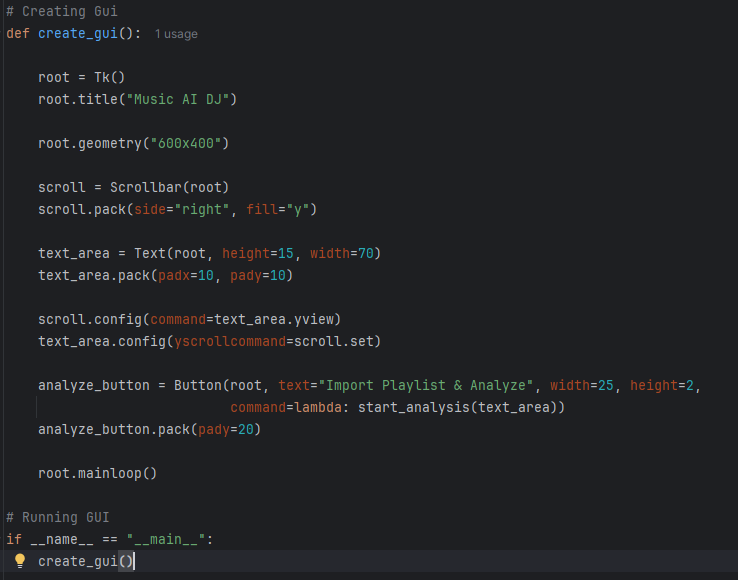 # Creating Gui
def create_gui(): 1 usage
    root = Tk()
    root.title("Music AI DJ")
    root.geometry("600x400")
    scroll = Scrollbar(root)
    scroll.pack(side="right", fill="y")
    text_area = Text(root, height=15, width=70)
    text_area.pack(padx=10, pady=10)
    scroll.config(command=text_area.yview)
    text_area.config(yscrollcommand=scroll.set)
    analyze_button = Button(root, text="Import Playlist & Analyze", width=25, height=2,
                            command=lambda: start_analysis(text_area))
    analyze_button.pack(pady=20)
    root.mainloop()
# Running GUI
if __name__ == "__main__":
    create_gui()